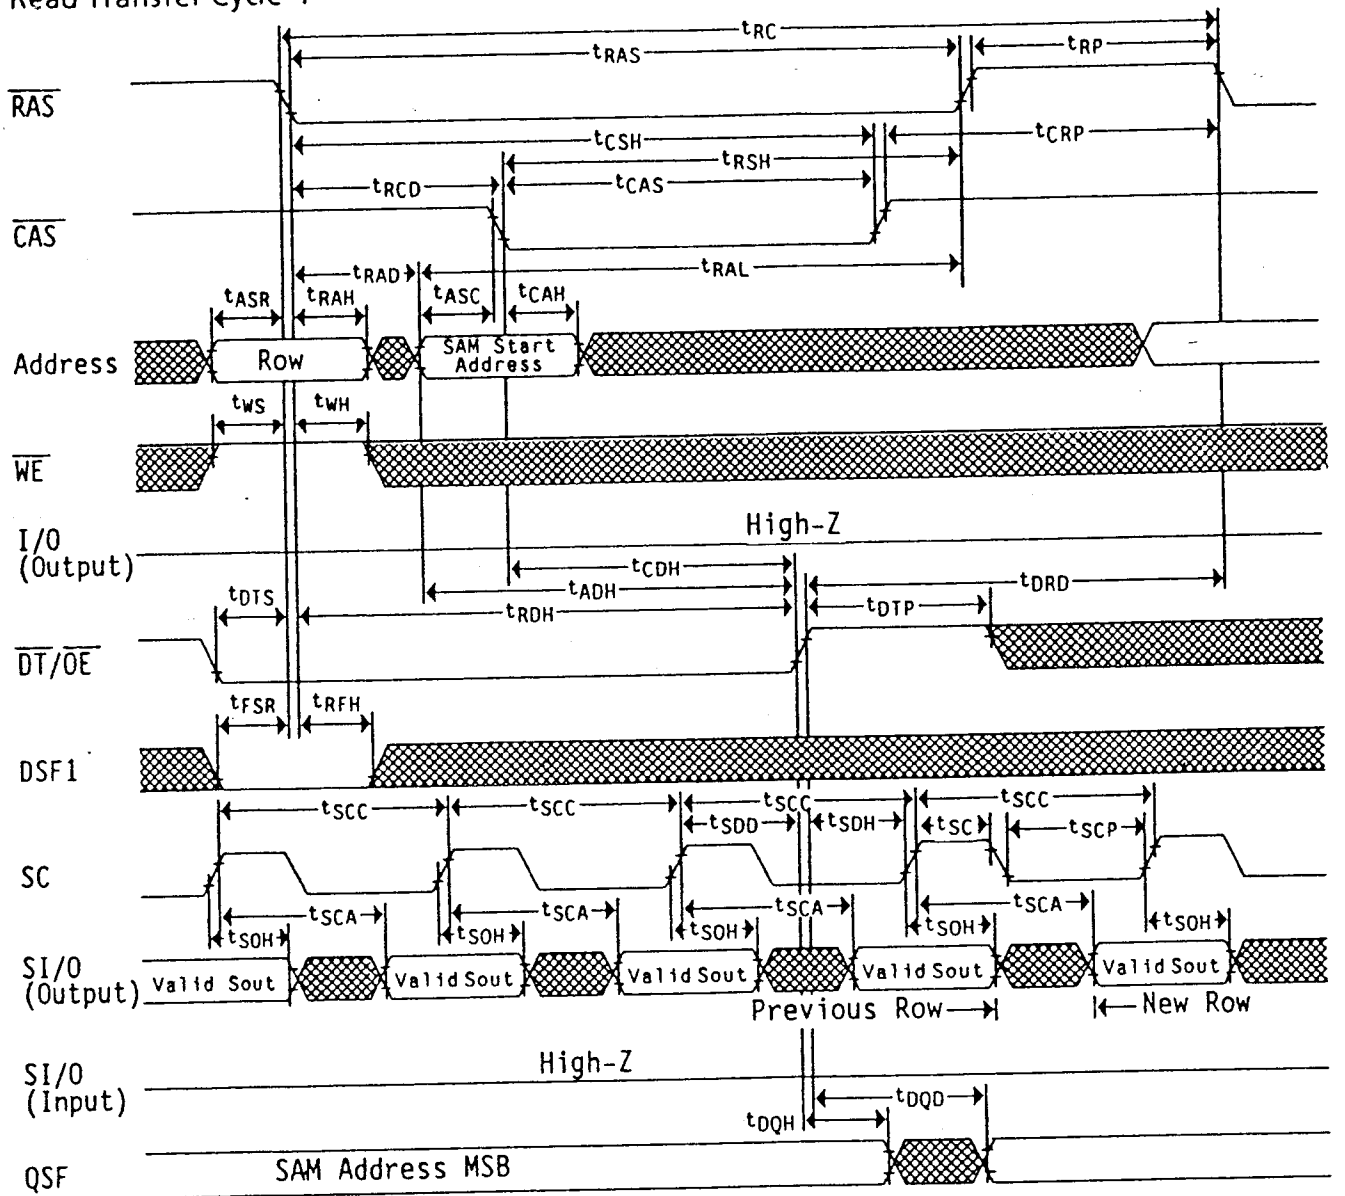 tRC
tRAS
tRP
RAS
tCSH
tCRP
tRSH
tRCD
tCAS
CAS
tRAD
tRAL
tASR
tRAH
tASC
tCAH
Address
Row
SAM Start
Address
tWS
tWH
WE
High-Z
I/O
(Output)
tCDH
tDRD
tADH
tDTS
tRDH
tDTP
DT/OE
tFSR
tRFH
DSF1
tSCC
tSCC
tSCC
tSCC
tSDD
tSDH
tSC
tSCP
SC
tSCA
tSCA
tSCA
tSCA
tSOH
tSOH
tSOH
tSOH
tSOH
SI/O
(Output)
Valid Sout
Valid Sout
Valid Sout
Valid Sout
Valid Sout
Previous Row
New Row
High-Z
SI/O
(Input)
tDQD
tDQH
QSF
SAM Address MSB